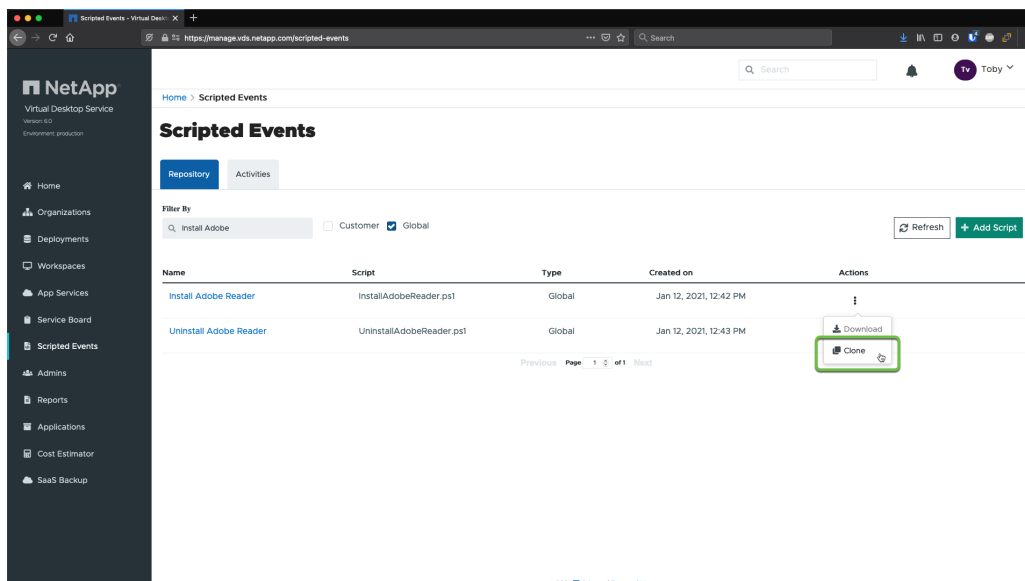 Scripted Events - Virtual Deskto
https://manage.vds.netapp.com/scripted-events
Search
NetApp
Virtual Desktop Service
Version: 6.0
Environment: production
Search
Tv
Toby
Home > Scripted Events
Scripted Events
Repository
Activities
Filter By
Install Adobe
Customer
Global
Refresh
+ Add Script
Name Script Type Created on Actions
Install Adobe Reader InstallAdobeReader.ps1 Global Jan 12, 2021, 12:42 PM
Uninstall Adobe Reader UninstallAdobeReader.ps1 Global Jan 12, 2021, 12:43 PM
Download
Clone
Previous Page 1 of 1 Next
Home
Organizations
Deployments
Workspaces
App Services
Service Board
Scripted Events
Admins
Reports
Applications
Cost Estimator
SaaS Backup